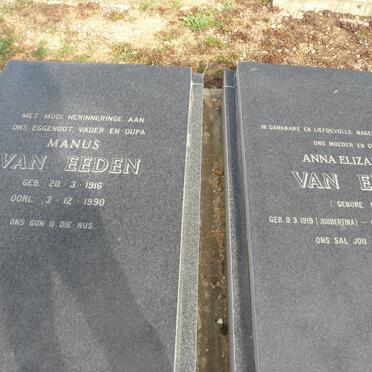 MET MOOI HERINNERINGE AAN
ONS EGGENOOT, VADER EN OUPA
MANUS
VAN EEDEN
GEB. 20·3·1916
OORL. 3·12·1990
ONS GUN U DIE RUS.
IN DANKBARE EN LIEFDEVOLLE
ONS MOEDER EN
ANNA
VAN
(GEBORE
GEB. 9.3.1919 (JOUBERTINA) -
ONS SAL JOU